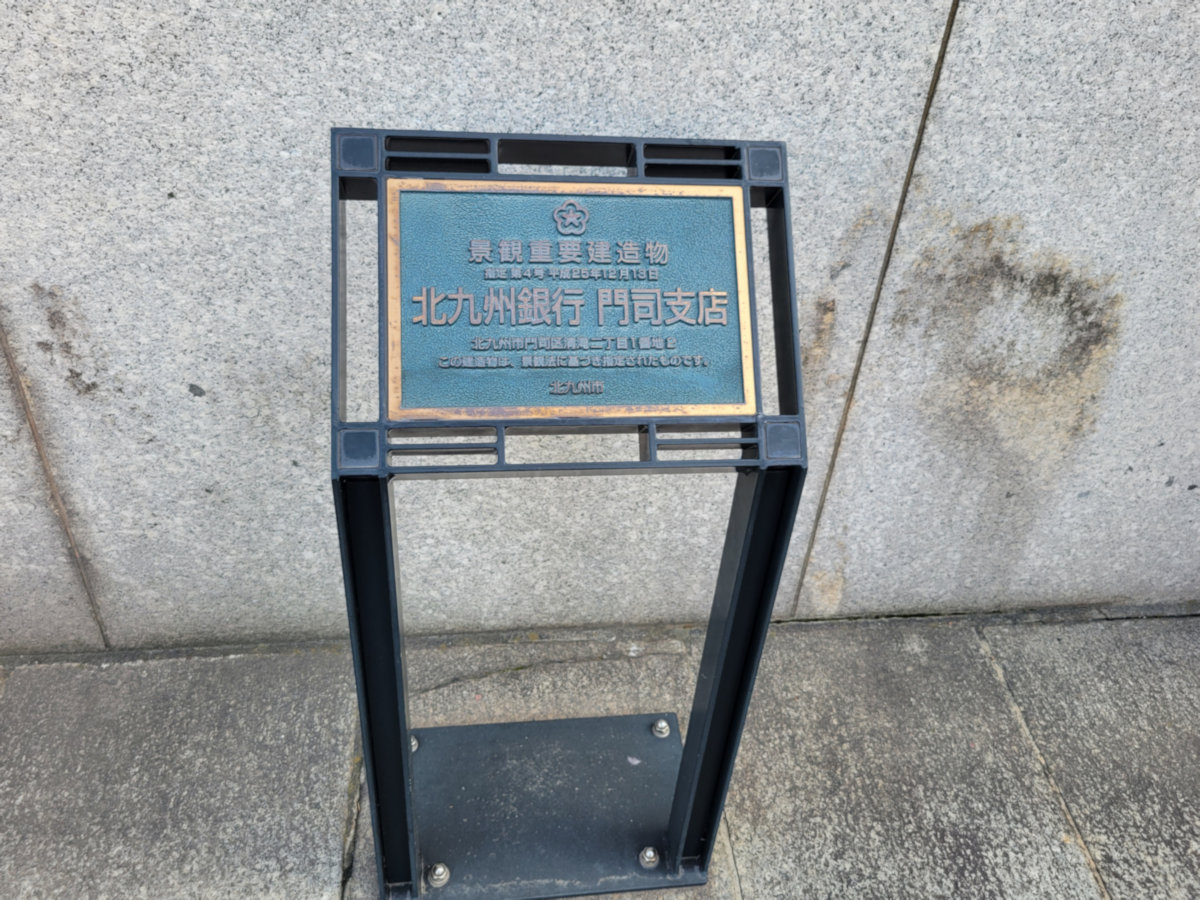 景観重要建造物
指定 第4号 平成25年12月13日
北九州銀行 門司支店
北九州市門司区清滝二丁目1番地2
この建造物は、景観法に基づき指定されたものです。
北九州市